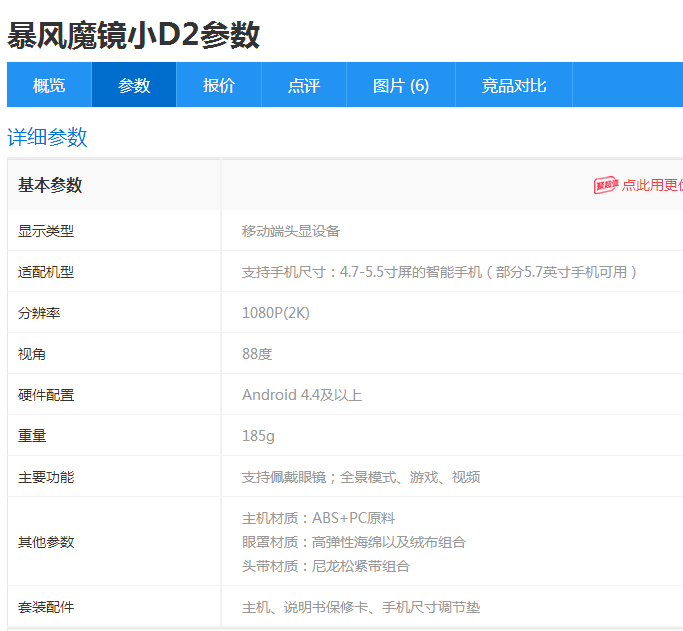 暴风魔镜小D2参数
概览 参数 报价 点评 图片 (6) 竞品对比
详细参数
基本参数 点此用更
显示类型 移动端头显设备
适配机型 支持手机尺寸：4.7-5.5寸屏的智能手机（部分5.7英寸手机可用）
分辨率 1080P(2K)
视角 88度
硬件配置 Android 4.4及以上
重量 185g
主要功能 支持佩戴眼镜；全景模式、游戏、视频
主机材质：ABS+PC原料
其他参数 眼罩材质：高弹性海绵以及绒布组合
头带材质：尼龙松紧带组合
套装配件 主机、说明书保修卡、手机尺寸调节垫